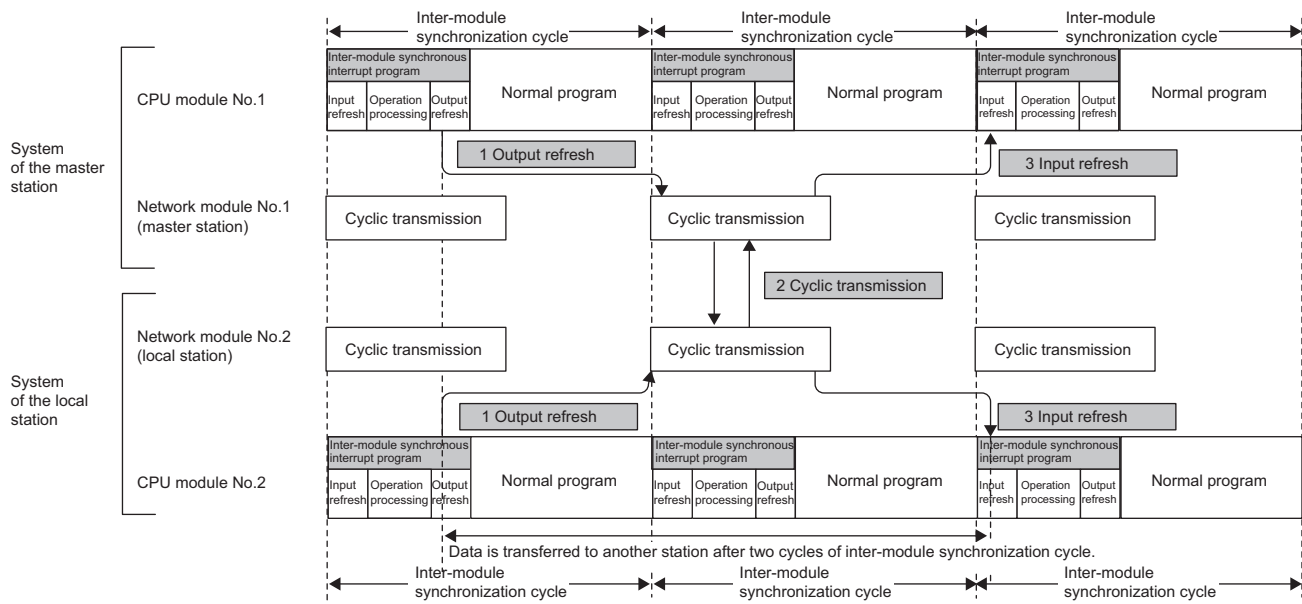 Inter-module
synchronization cycle
Inter-module
synchronization cycle
Inter-module
synchronization cycle
System
of the master
station
CPU module No.1
Inter-module synchronous
interrupt program
Input
refresh
Operation
processing
Output
refresh
Normal program
Inter-module synchronous
interrupt program
Input
refresh
Operation
processing
Output
refresh
Normal program
Inter-module synchronous
interrupt program
Input
refresh
Operation
processing
Output
refresh
Normal program
1 Output refresh
3 Input refresh
Network module No.1
(master station)
Cyclic transmission
Cyclic transmission
Cyclic transmission
2 Cyclic transmission
System
of the local
station
Network module No.2
(local station)
Cyclic transmission
Cyclic transmission
Cyclic transmission
1 Output refresh
3 Input refresh
CPU module No.2
Inter-module synchronous
interrupt program
Input
refresh
Operation
processing
Output
refresh
Normal program
Inter-module synchronous
interrupt program
Input
refresh
Operation
processing
Output
refresh
Normal program
Inter-module synchronous
interrupt program
Input
refresh
Operation
processing
Output
refresh
Normal program
Data is transferred to another station after two cycles of inter-module synchronization cycle.
Inter-module
synchronization cycle
Inter-module
synchronization cycle
Inter-module
synchronization cycle